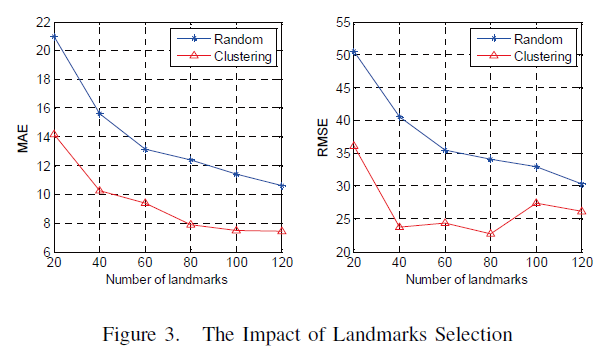 22
20
18
16
14
12
10
8
6
MAE
20 40 60 80 100 120
Number of landmarks
Random
Clustering
55
50
45
40
35
30
25
20
RMSE
20 40 60 80 100 120
Number of landmarks
Random
Clustering
Figure 3. The Impact of Landmarks Selection